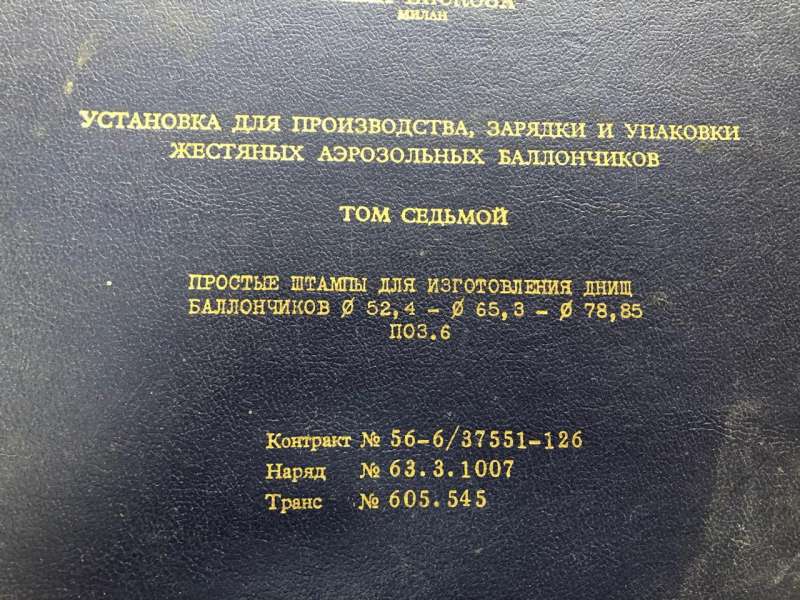 МИЛАН
УСТАНОВКА ДЛЯ ПРОИЗВОДСТВА, ЗАРЯДКИ И УПАКОВКИ
ЖЕСТЯНЫХ АЭРОЗОЛЬНЫХ БАЛЛОНЧИКОВ
ТОМ СЕДЬМОЙ
ПРОСТЫЕ ШТАМПЫ ДЛЯ ИЗГОТОВЛЕНИЯ ДНИЩ
БАЛЛОНЧИКОВ Ø 52,4 – Ø 65,3 – Ø 78,85
ПОЗ.6
Контракт № 56-6/37551-126
Наряд № 63.3.1007
Транс № 605.545